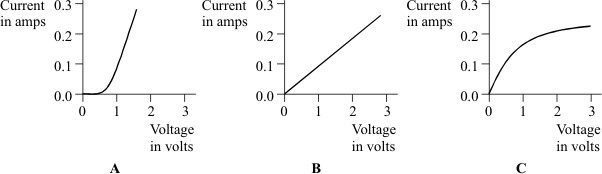 Current
in amps
0.3
0.2
0.1
0.0
0 1 2 3
Voltage
in volts
A
Current
in amps
0.3
0.2
0.1
0.0
0 1 2 3
Voltage
in volts
B
Current
in amps
0.3
0.2
0.1
0.0
0 1 2 3
Voltage
in volts
C